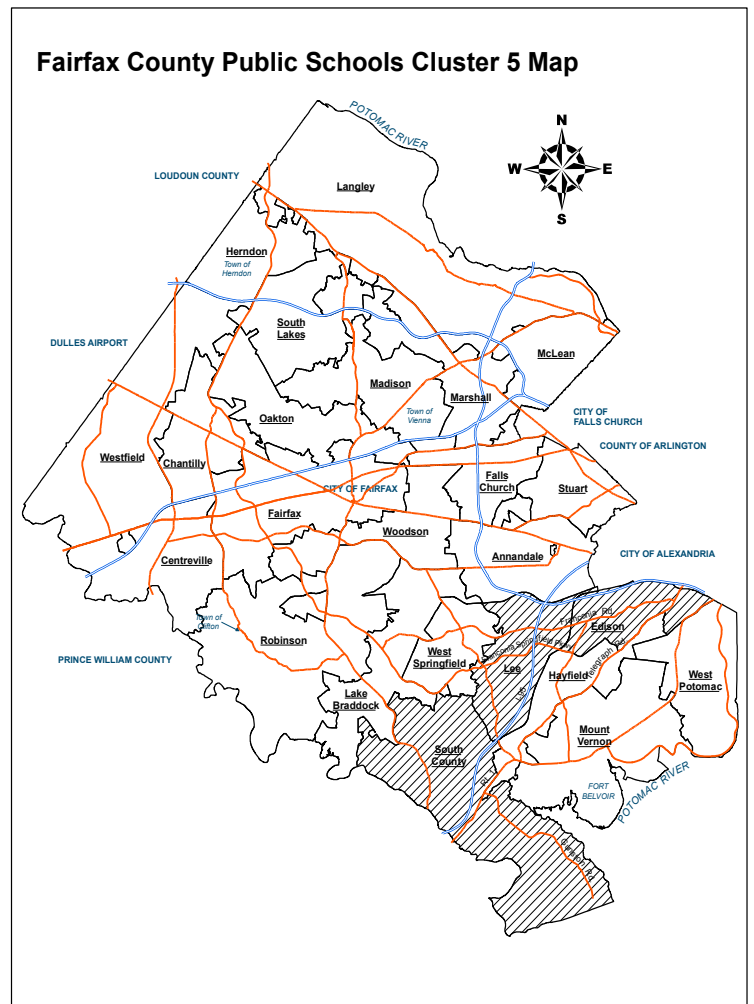 Fairfax County Public Schools Cluster 5 Map
POTOMAC RIVER
N
W
E
S
LOUDOUN COUNTY
Langley
Herndon
Town of
Herndon
DULLES AIRPORT
South
Lakes
McLean
Madison
Marshall
Town of
Vienna
CITY OF
FALLS CHURCH
Oakton
COUNTY OF ARLINGTON
Westfield
Chantilly
Falls
Church
Stuart
CITY OF FAIRFAX
Fairfax
Woodson
Annandale
CITY OF ALEXANDRIA
Centreville
Town of
Clifton
Robinson
Franconia Rd
Edison
Franconia Springfield Pkwy
Telegraph Rd
PRINCE WILLIAM COUNTY
West
Springfield
Lee
Hayfield
West
Potomac
I-95
Lake
Braddock
Mount
Vernon
South
County
FORT
BELVOIR
POTOMAC RIVER